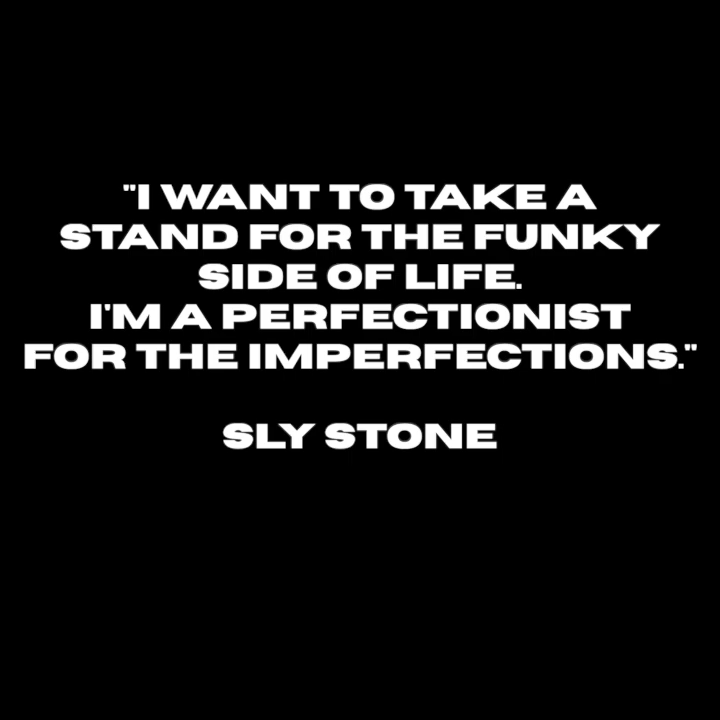 "I WANT TO TAKE A
STAND FOR THE FUNKY
SIDE OF LIFE.
I'M A PERFECTIONIST
FOR THE IMPERFECTIONS."
SLY STONE